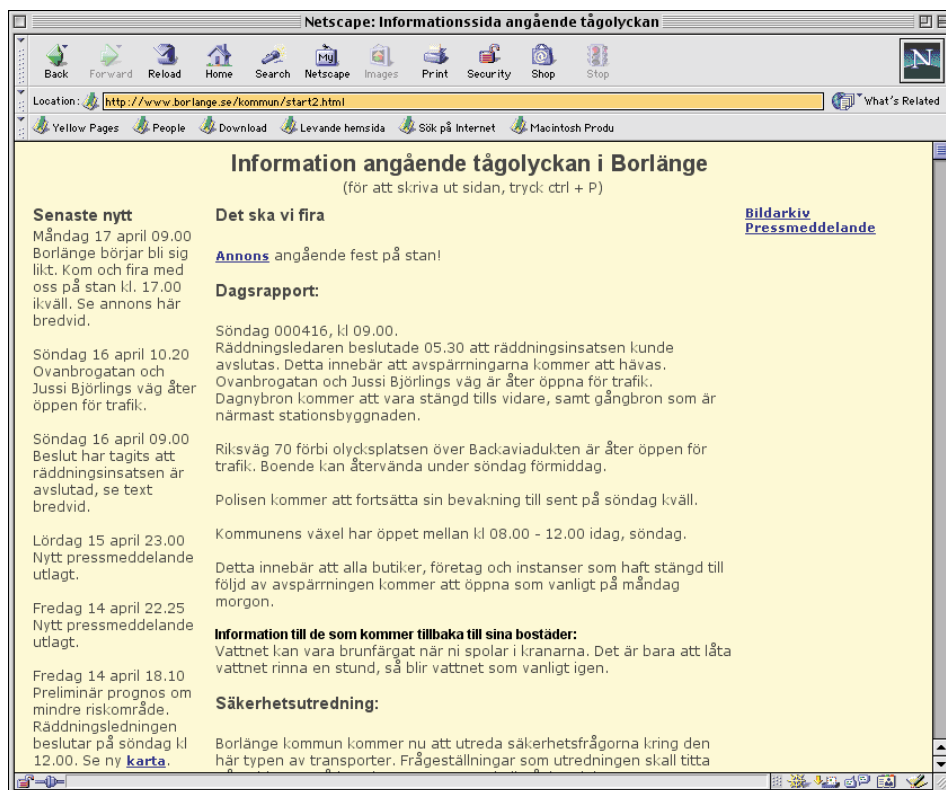 Netscape: Informationssida angående tågolyckan
Back Forward Reload Home Search Netscape Images Print Security Shop Stop
My
N
Location: http://www.borlange.se/kommun/start2.html What's Related
Yellow Pages People Download Levande hemsida Sök på Internet Macintosh Produ
Information angående tågolyckan i Borlänge
(för att skriva ut sidan, tryck ctrl + P)
Senaste nytt
Måndag 17 april 09.00
Borlänge börjar bli sig
likt. Kom och fira med
oss på stan kl. 17.00
ikväll. Se annons här
bredvid.
Söndag 16 april 10.20
Ovanbrogatan och
Jussi Björlings väg åter
öppen för trafik.
Söndag 16 april 09.00
Beslut har tagits att
räddningsinsatsen är
avslutad, se text
bredvid.
Lördag 15 april 23.00
Nytt pressmeddelande
utlagt.
Fredag 14 april 22.25
Nytt pressmeddelande
utlagt.
Fredag 14 april 18.10
Preliminär prognos om
mindre riskområde.
Räddningsledningen
beslutar på söndag kl
12.00. Se ny karta.
Det ska vi fira
Annons angående fest på stan!
Dagsrapport:
Söndag 000416, kl 09.00.
Räddningsledaren beslutade 05.30 att räddningsinsatsen kunde
avslutas. Detta innebär att avspärrningarna kommer att hävas.
Ovanbrogatan och Jussi Björlings väg är åter öppna för trafik.
Dagnybron kommer att vara stängd tills vidare, samt gångbron som är
närmast stationsbyggnaden.
Riksväg 70 förbi olycksplatsen över Backaviadukten är åter öppen för
trafik. Boende kan återvända under söndag förmiddag.
Polisen kommer att fortsätta sin bevakning till sent på söndag kväll.
Kommunens växel har öppet mellan kl 08.00 - 12.00 idag, söndag.
Detta innebär att alla butiker, företag och instanser som haft stängd till
följd av avspärrningen kommer att öppna som vanligt på måndag
morgon.
Information till de som kommer tillbaka till sina bostäder:
Vattnet kan vara brunfärgat när ni spolar i kranarna. Det är bara att låta
vattnet rinna en stund, så blir vattnet som vanligt igen.
Säkerhetsutredning:
Borlänge kommun kommer nu att utreda säkerhetsfrågorna kring den
här typen av transporter. Frågeställningar som utredningen skall titta
Bildarkiv
Pressmeddelande